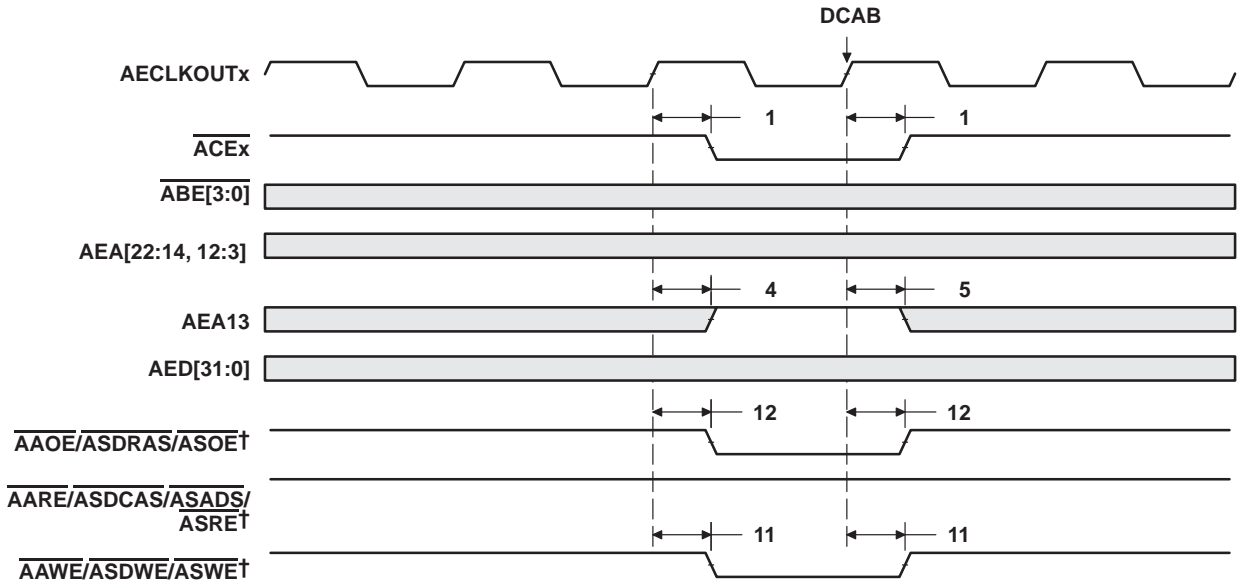 DCAB
AECLKOUTx
1 1
ACEx
ABE[3:0]
AEA[22:14, 12:3]
4 5
AEA13
AED[31:0]
12 12
AAOE/ASDRAS/ASOE†
AARE/ASDCAS/ASADS/
ASRE†
11 11
AAWE/ASDWE/ASWE†